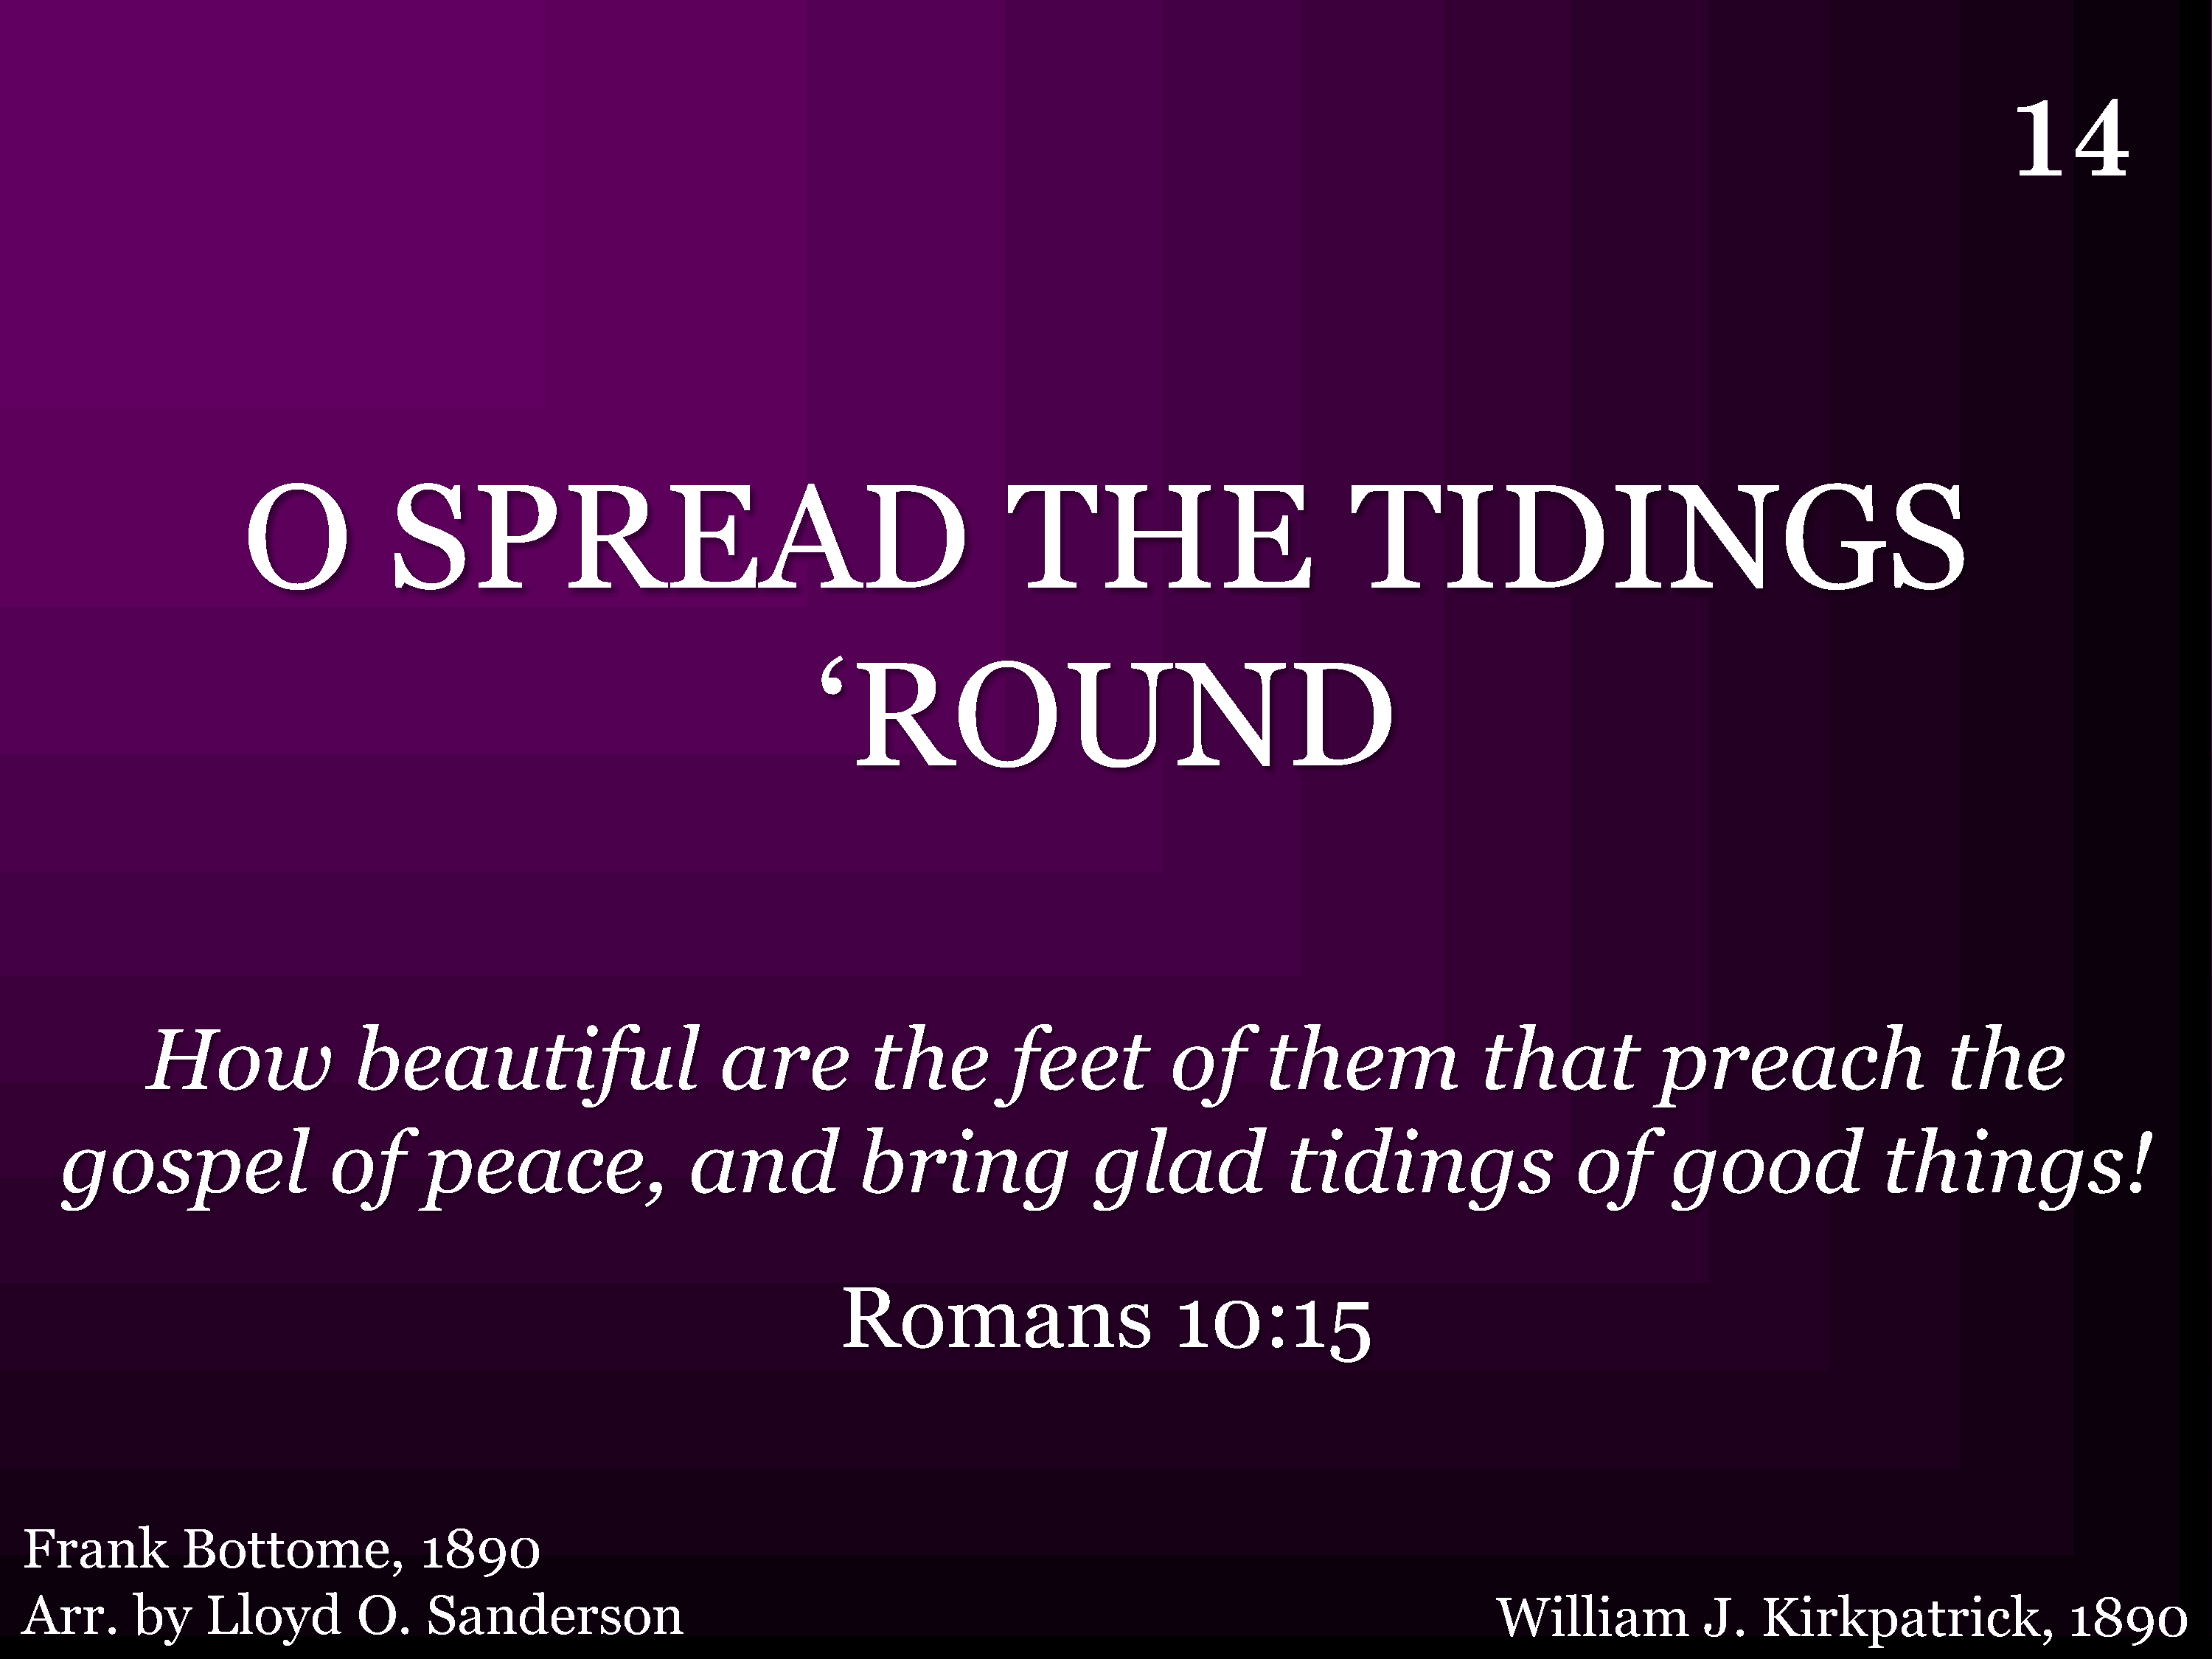 14
O SPREAD THE TIDINGS
‘ROUND
How beautiful are the feet of them that preach the
gospel of peace, and bring glad tidings of good things!
Romans 10:15
Frank Bottome, 1890
Arr. by Lloyd O. Sanderson
William J. Kirkpatrick, 1890